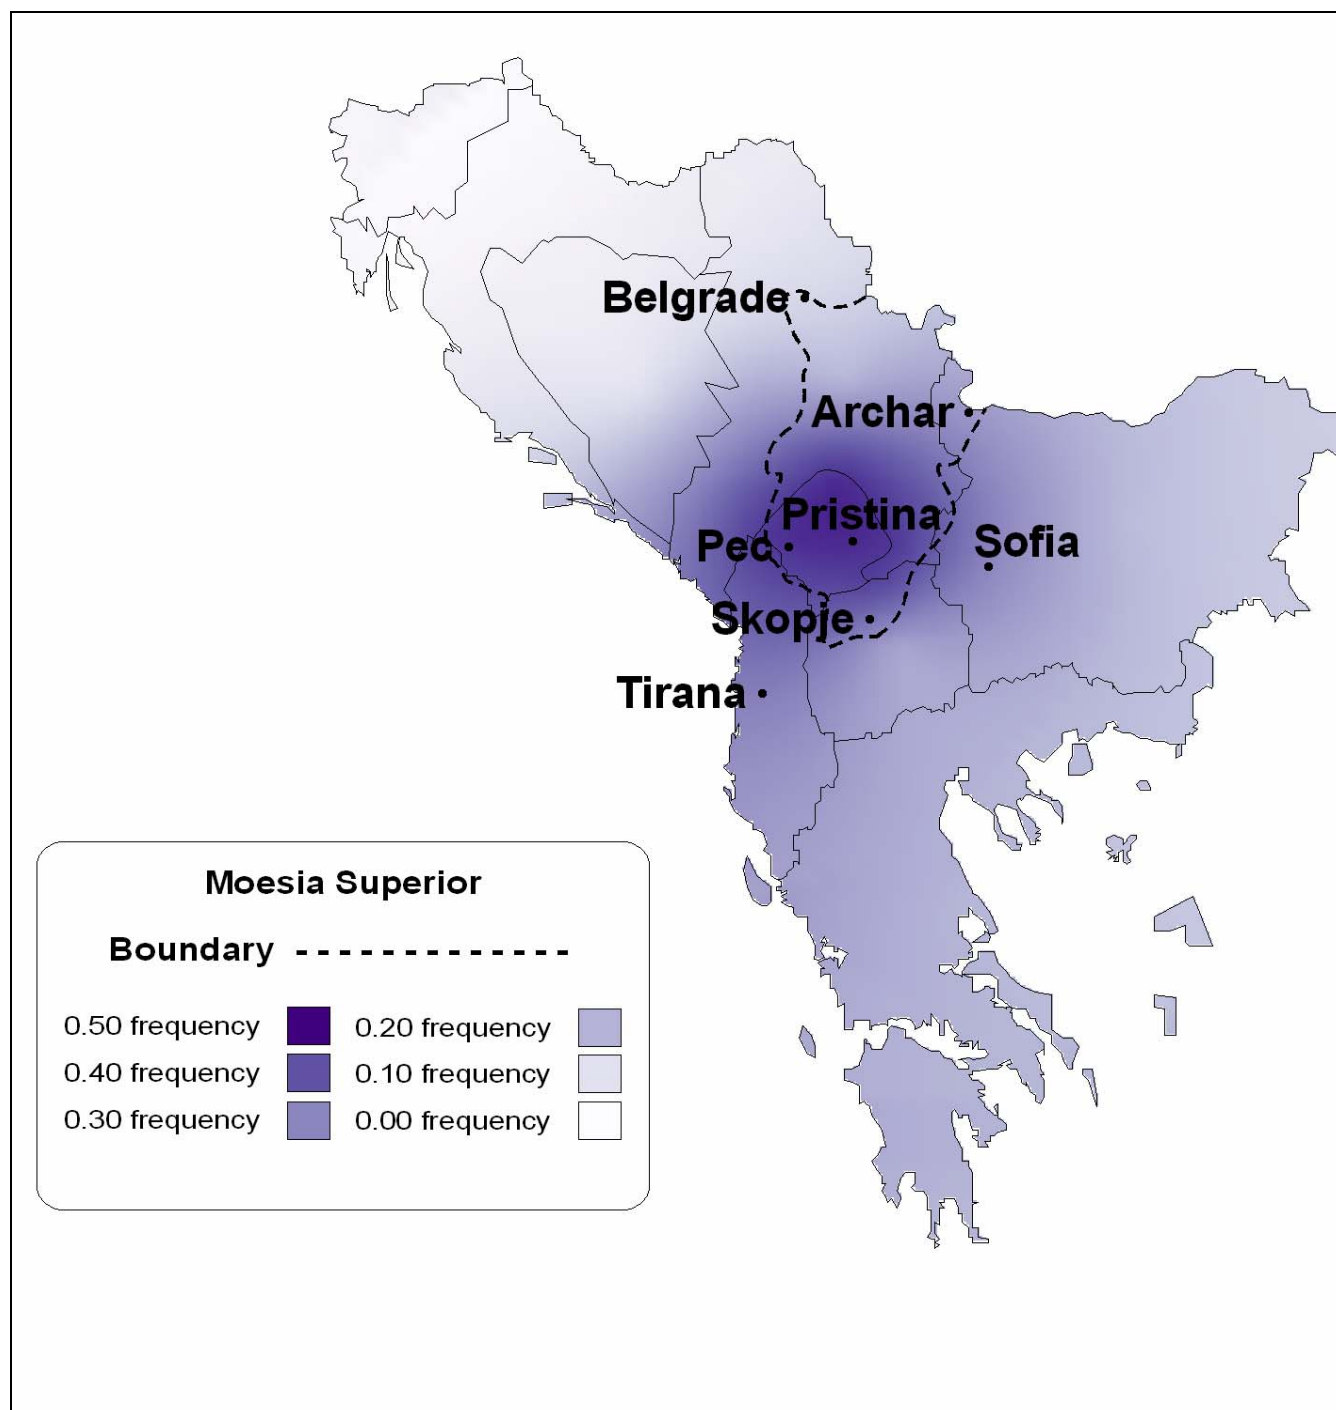 Belgrade
Archar
Pristina
Pec
Sofia
Skopje
Tirana
Moesia Superior
Boundary - - - - - - - - - - - - -
0.50 frequency 0.20 frequency
0.40 frequency 0.10 frequency
0.30 frequency 0.00 frequency